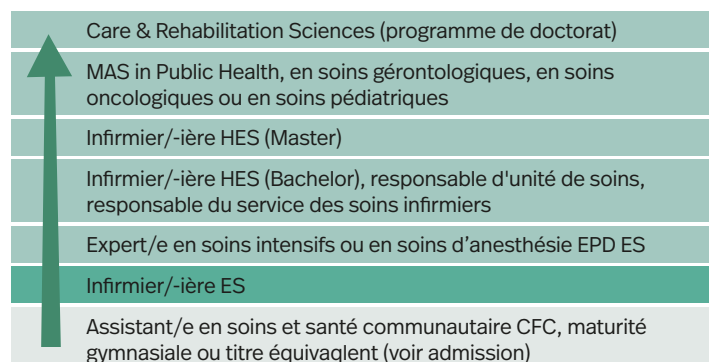 Care & Rehabilitation Sciences (programme de doctorat)
MAS in Public Health, en soins gérontologiques, en soins
oncologiques ou en soins pédiatriques
Infirmier/-ière HES (Master)
Infirmier/-ière HES (Bachelor), responsable d'unité de soins,
responsable du service des soins infirmiers
Expert/e en soins intensifs ou en soins d’anesthésie EPD ES
Infirmier/-ière ES
Assistant/e en soins et santé communautaire CFC, maturité
gymnasiale ou titre équivaqlent (voir admission)